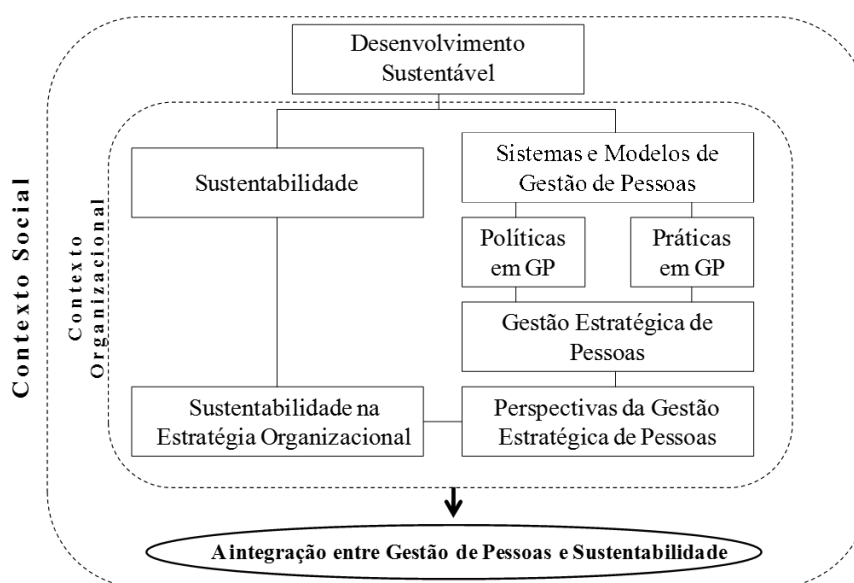 Desenvolvimento
Sustentável
Sustentabilidade
Sistemas e Modelos de
Gestão de Pessoas
Políticas
em GP
Práticas
em GP
Gestão Estratégica de
Pessoas
Sustentabilidade na
Estratégia Organizacional
Perspectivas da Gestão
Estratégica de Pessoas
Contexto Social
Contexto
Organizacional
A integração entre Gestão de Pessoas e Sustentabilidade